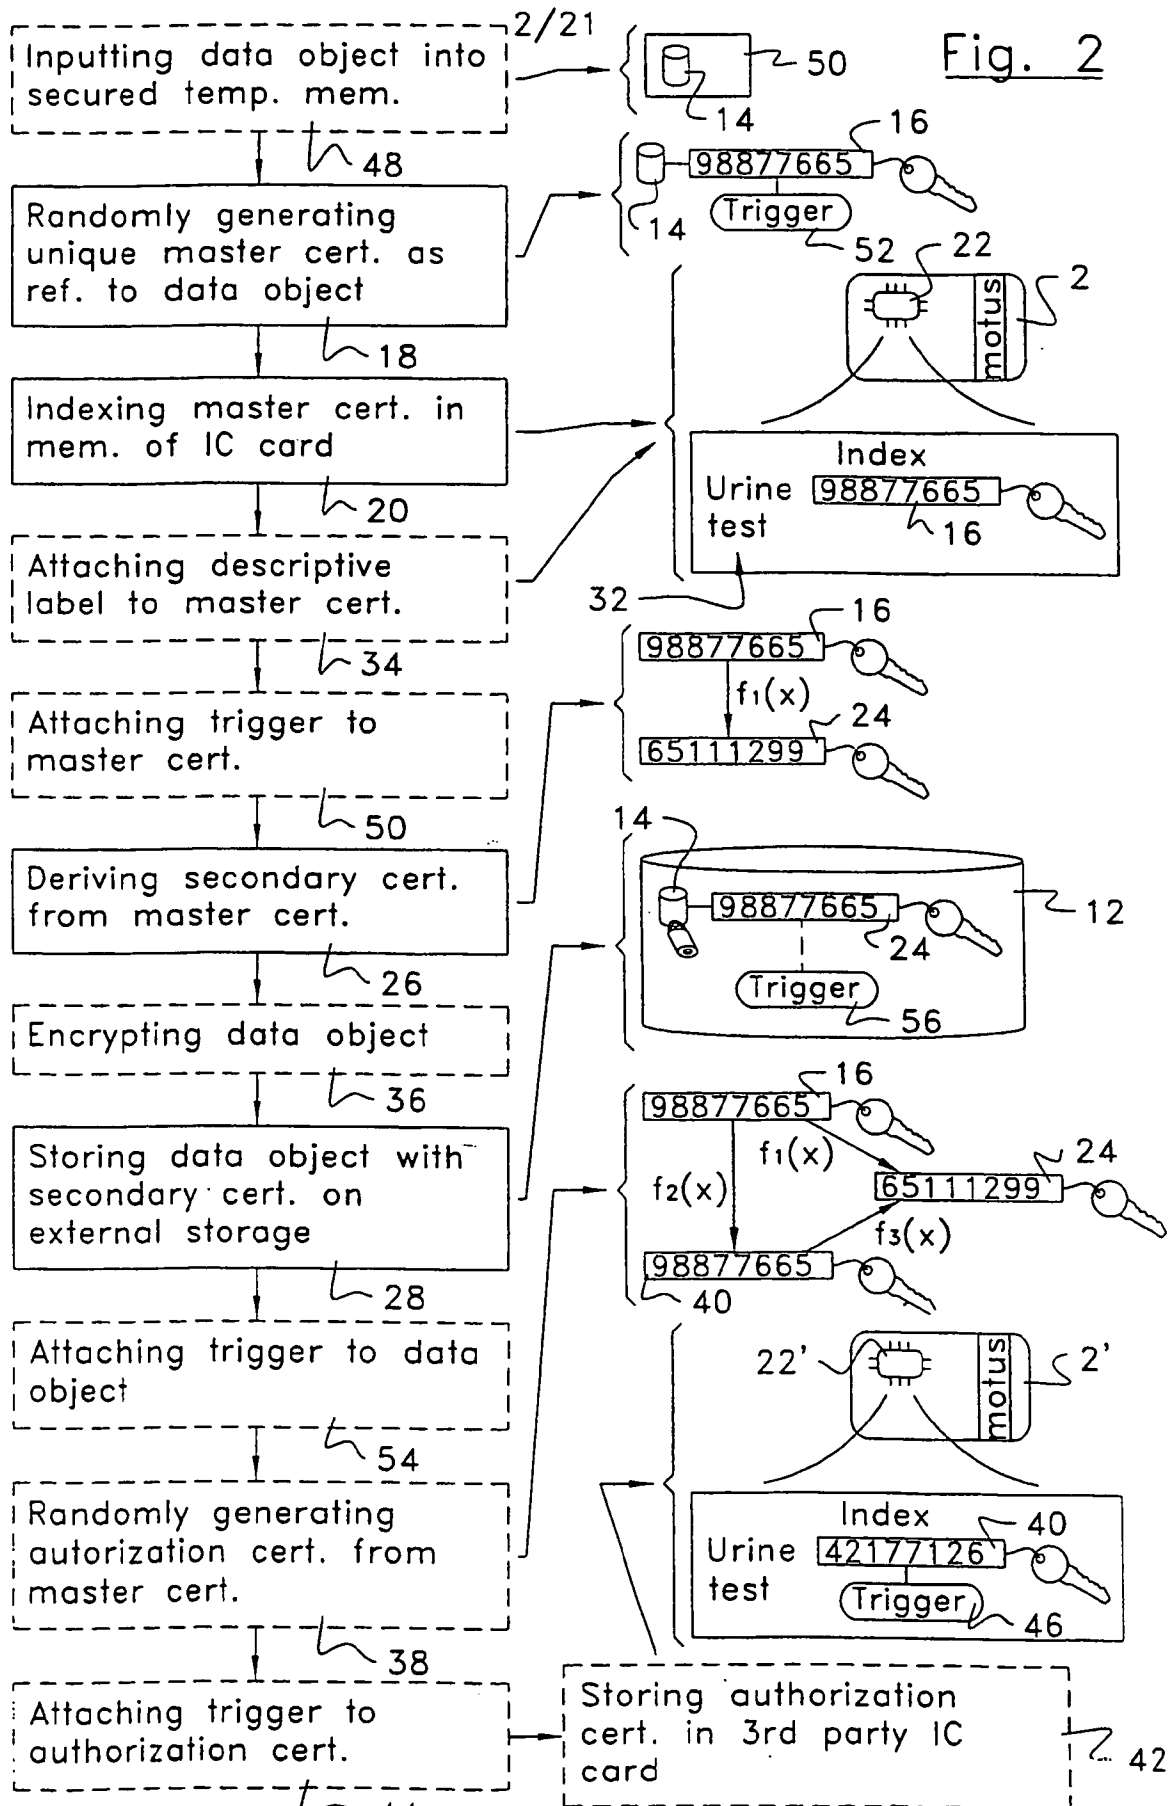 2/21
Fig. 2
Inputting data object into
secured temp. mem.
48
50
14
Randomly generating
unique master cert. as
ref. to data object
18
16
98877665
14
Trigger
52
22
2
motus
Indexing master cert. in
mem. of IC card
20
Index
Urine
test
98877665
16
32
Attaching descriptive
label to master cert.
34
16
98877665
f1(x)
24
65111299
Attaching trigger to
master cert.
50
Deriving secondary cert.
from master cert.
26
14
98877665
24
12
Trigger
56
Encrypting data object
36
Storing data object with
secondary cert. on
external storage
28
16
98877665
f1(x)
f2(x)
24
65111299
f3(x)
98877665
40
Attaching trigger to data
object
54
22'
2'
motus
Randomly generating
autorization cert. from
master cert.
38
Index
40
Urine
test
42177126
Trigger
46
Attaching trigger to
authorization cert.
Storing authorization
cert. in 3rd party IC
card
42